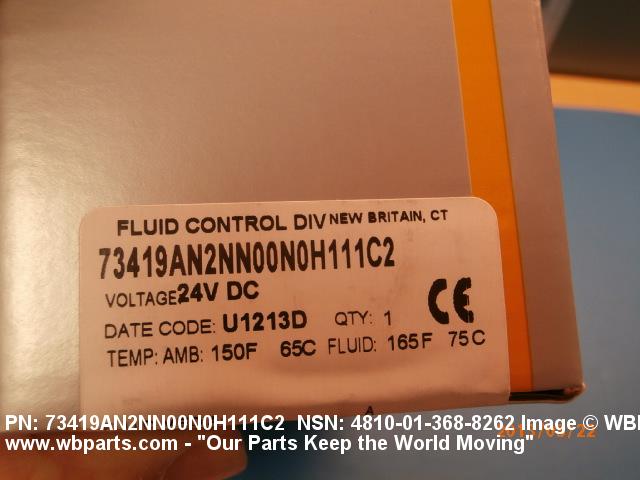 FLUID CONTROL DIV NEW BRITAIN, CT
73419AN2NN00N0H111C2
VOLTAGE 24V DC
CE
DATE CODE: U1213D QTY: 1
TEMP: AMB: 150F 65C FLUID: 165F 75C
PN: 73419AN2NN00N0H111C2 NSN: 4810-01-368-8262 Image © WB
www.wbparts.com - "Our Parts Keep the World Moving"